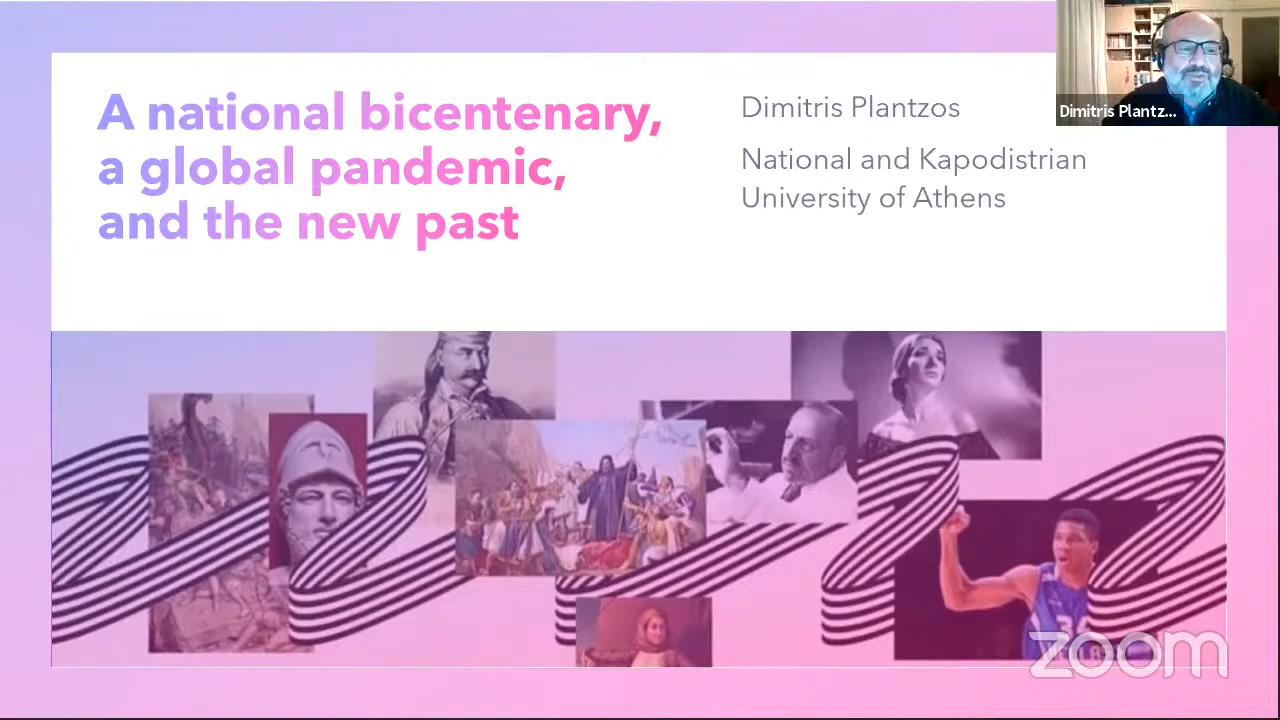 A national bicentenary,
a global pandemic,
and the new past
Dimitris Plantzos
National and Kapodistrian
University of Athens
Dimitris Plantz...
zoom